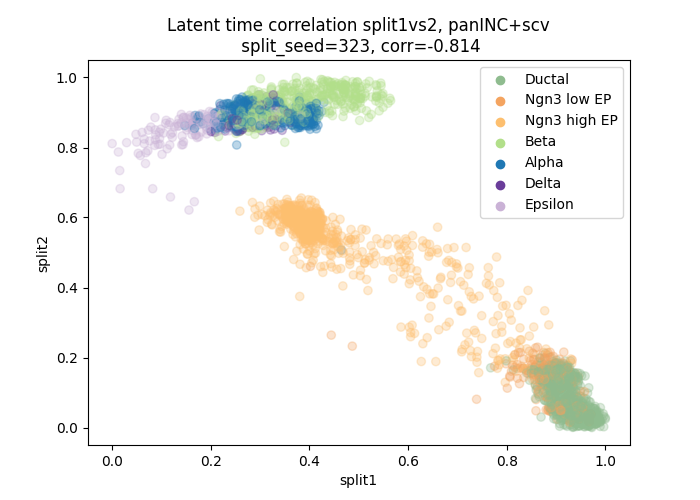 Latent time correlation split1vs2, panINC+scv
split_seed=323, corr=-0.814
1.0
0.8
0.6
0.4
0.2
0.0
split2
Ductal
Ngn3 low EP
Ngn3 high EP
Beta
Alpha
Delta
Epsilon
0.0 0.2 0.4 0.6 0.8 1.0
split1